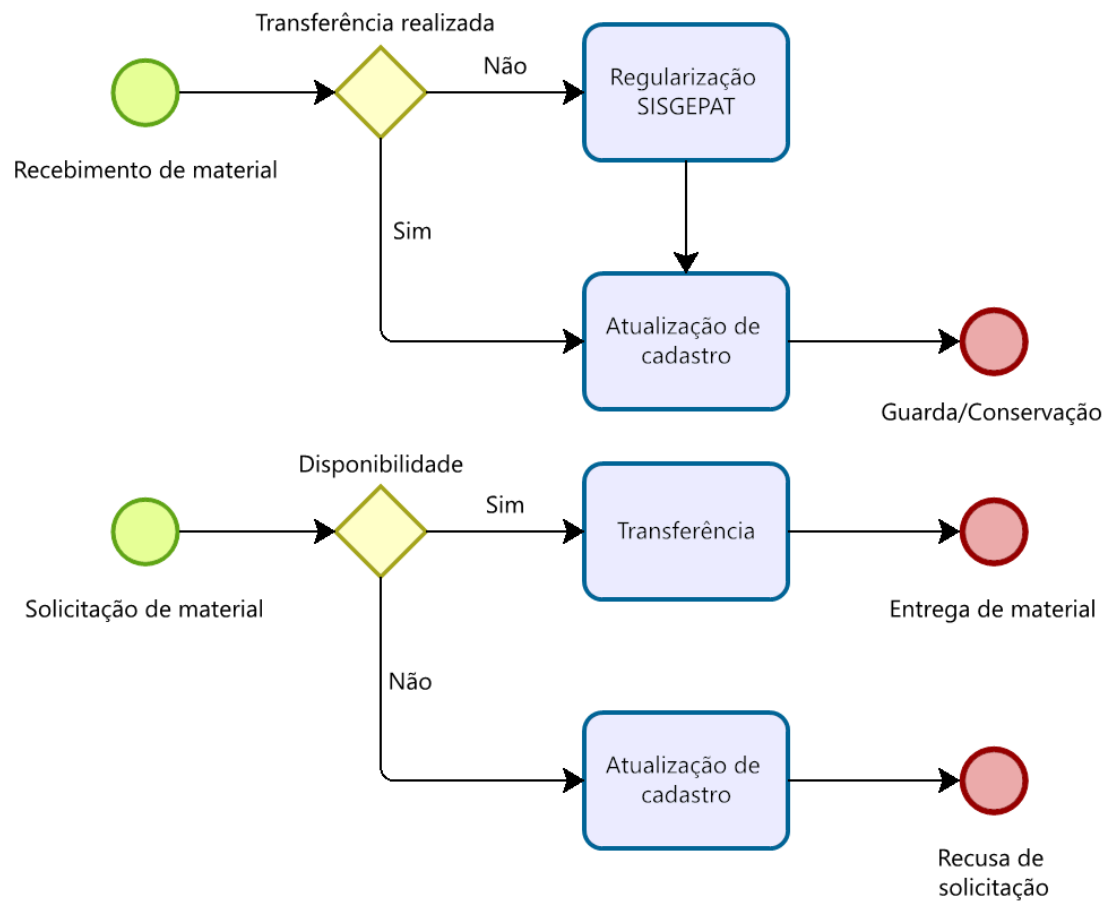 Transferência realizada
Não
Regularização
SISGEPAT
Recebimento de material
Sim
Atualização de
cadastro
Guarda/Conservação
Disponibilidade
Sim
Transferência
Solicitação de material
Entrega de material
Não
Atualização de
cadastro
Recusa de
solicitação